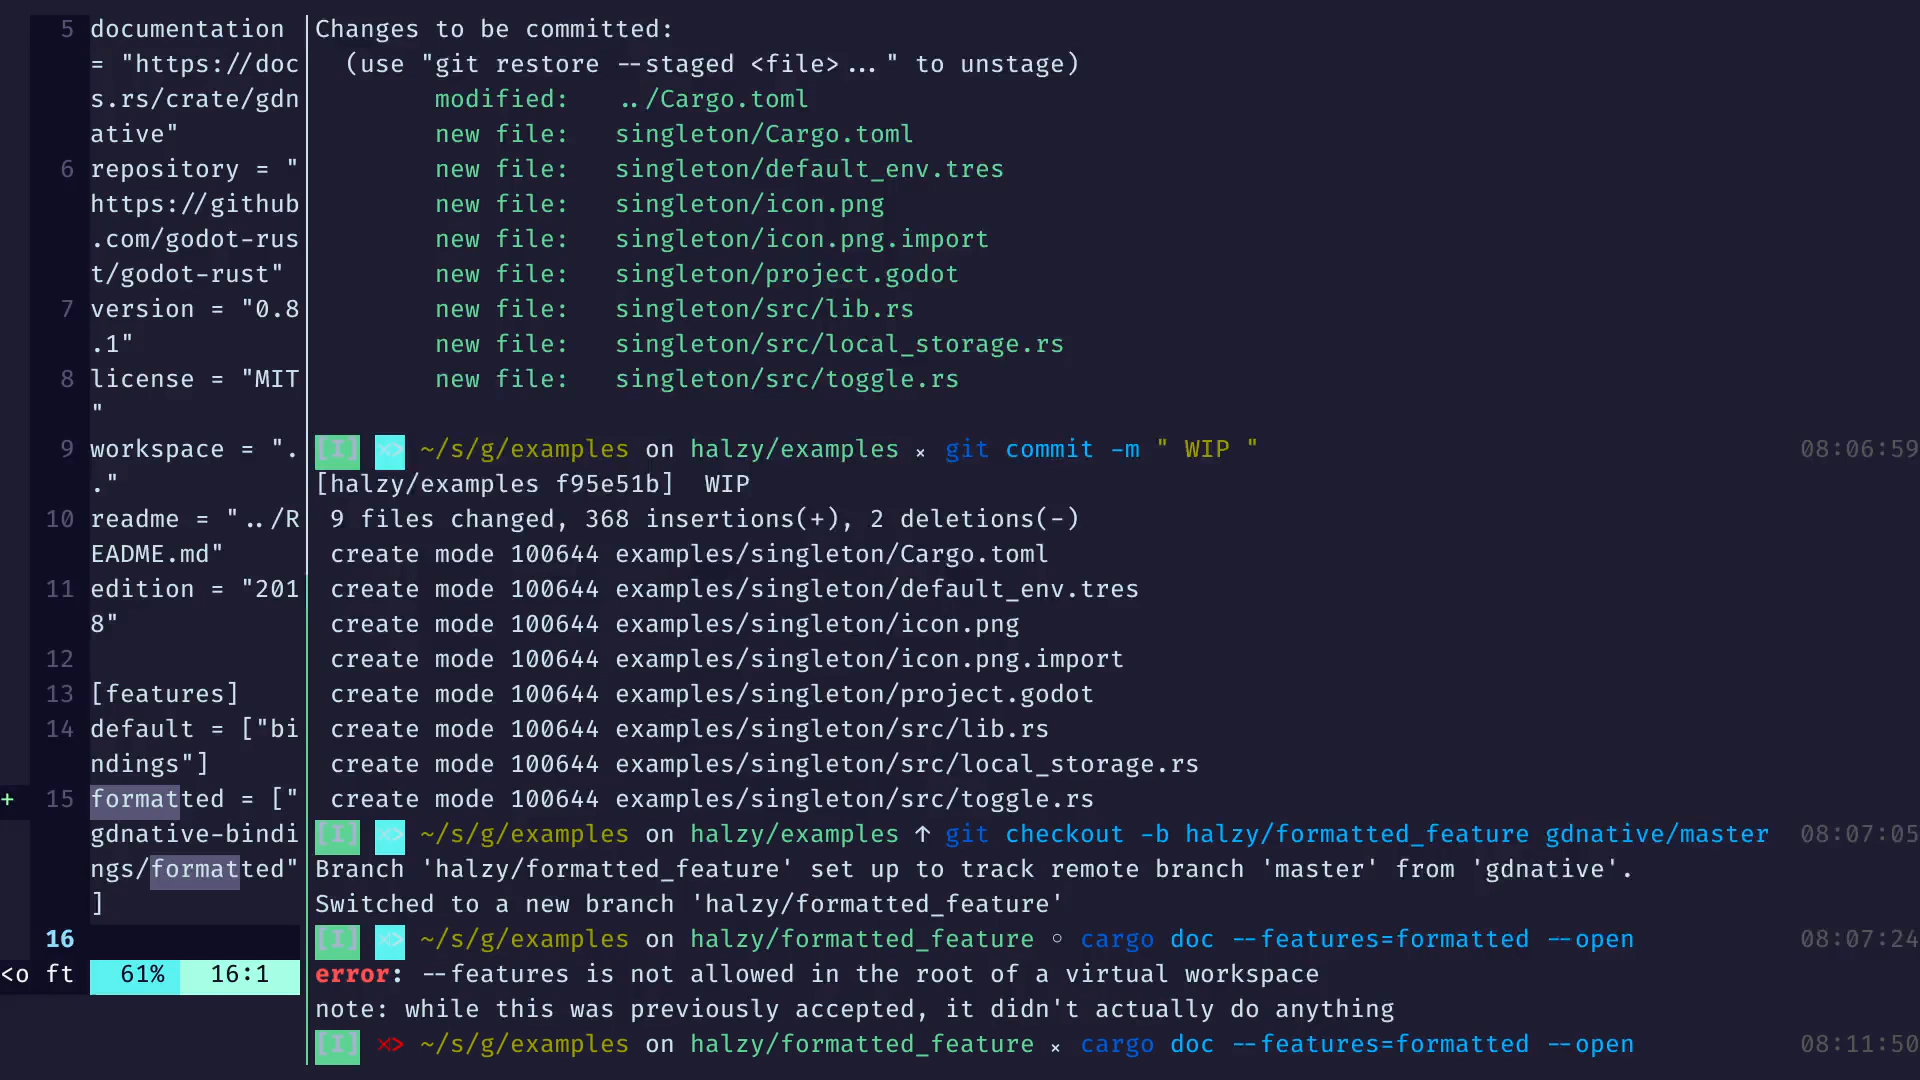 5 documentation
= "https://doc
s.rs/crate/gdn
ative"
6 repository = "
https://github
.com/godot-rus
t/godot-rust"
7 version = "0.8
.1"
8 license = "MIT
"
9 workspace = ".
."
10 readme = "../R
EADME.md"
11 edition = "201
8"
12
13 [features]
14 default = ["bi
ndings"]
+ 15 formatted = ["
gdnative-bindi
ngs/formatted"
]
16
<o ft 61% 16:1
Changes to be committed:
(use "git restore --staged <file>..." to unstage)
modified: ../Cargo.toml
new file: singleton/Cargo.toml
new file: singleton/default_env.tres
new file: singleton/icon.png
new file: singleton/icon.png.import
new file: singleton/project.godot
new file: singleton/src/lib.rs
new file: singleton/src/local_storage.rs
new file: singleton/src/toggle.rs
[I] ⋊> ~/s/g/examples on halzy/examples × git commit -m " WIP " 08:06:59
[halzy/examples f95e51b]  WIP
9 files changed, 368 insertions(+), 2 deletions(-)
create mode 100644 examples/singleton/Cargo.toml
create mode 100644 examples/singleton/default_env.tres
create mode 100644 examples/singleton/icon.png
create mode 100644 examples/singleton/icon.png.import
create mode 100644 examples/singleton/project.godot
create mode 100644 examples/singleton/src/lib.rs
create mode 100644 examples/singleton/src/local_storage.rs
create mode 100644 examples/singleton/src/toggle.rs
[I] ⋊> ~/s/g/examples on halzy/examples ↑ git checkout -b halzy/formatted_feature gdnative/master 08:07:05
Branch 'halzy/formatted_feature' set up to track remote branch 'master' from 'gdnative'.
Switched to a new branch 'halzy/formatted_feature'
[I] ⋊> ~/s/g/examples on halzy/formatted_feature ◦ cargo doc --features=formatted --open 08:07:24
error: --features is not allowed in the root of a virtual workspace
note: while this was previously accepted, it didn't actually do anything
[I] ⋊> ~/s/g/examples on halzy/formatted_feature × cargo doc --features=formatted --open 08:11:50